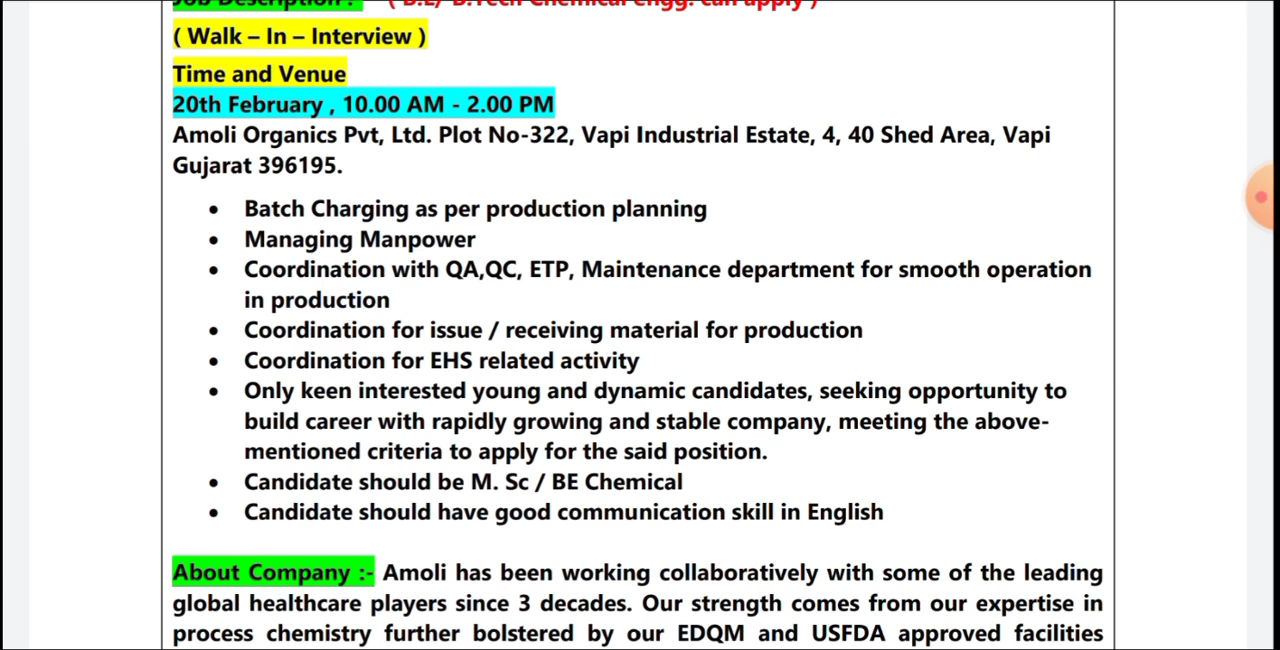 Job Description : ( B.E/ B.Tech Chemical engg. can apply )
( Walk – In – Interview )
Time and Venue
20th February , 10.00 AM - 2.00 PM
Amoli Organics Pvt, Ltd. Plot No-322, Vapi Industrial Estate, 4, 40 Shed Area, Vapi
Gujarat 396195.
• Batch Charging as per production planning
• Managing Manpower
• Coordination with QA,QC, ETP, Maintenance department for smooth operation
in production
• Coordination for issue / receiving material for production
• Coordination for EHS related activity
• Only keen interested young and dynamic candidates, seeking opportunity to
build career with rapidly growing and stable company, meeting the above-
mentioned criteria to apply for the said position.
• Candidate should be M. Sc / BE Chemical
• Candidate should have good communication skill in English
About Company :- Amoli has been working collaboratively with some of the leading
global healthcare players since 3 decades. Our strength comes from our expertise in
process chemistry further bolstered by our EDQM and USFDA approved facilities